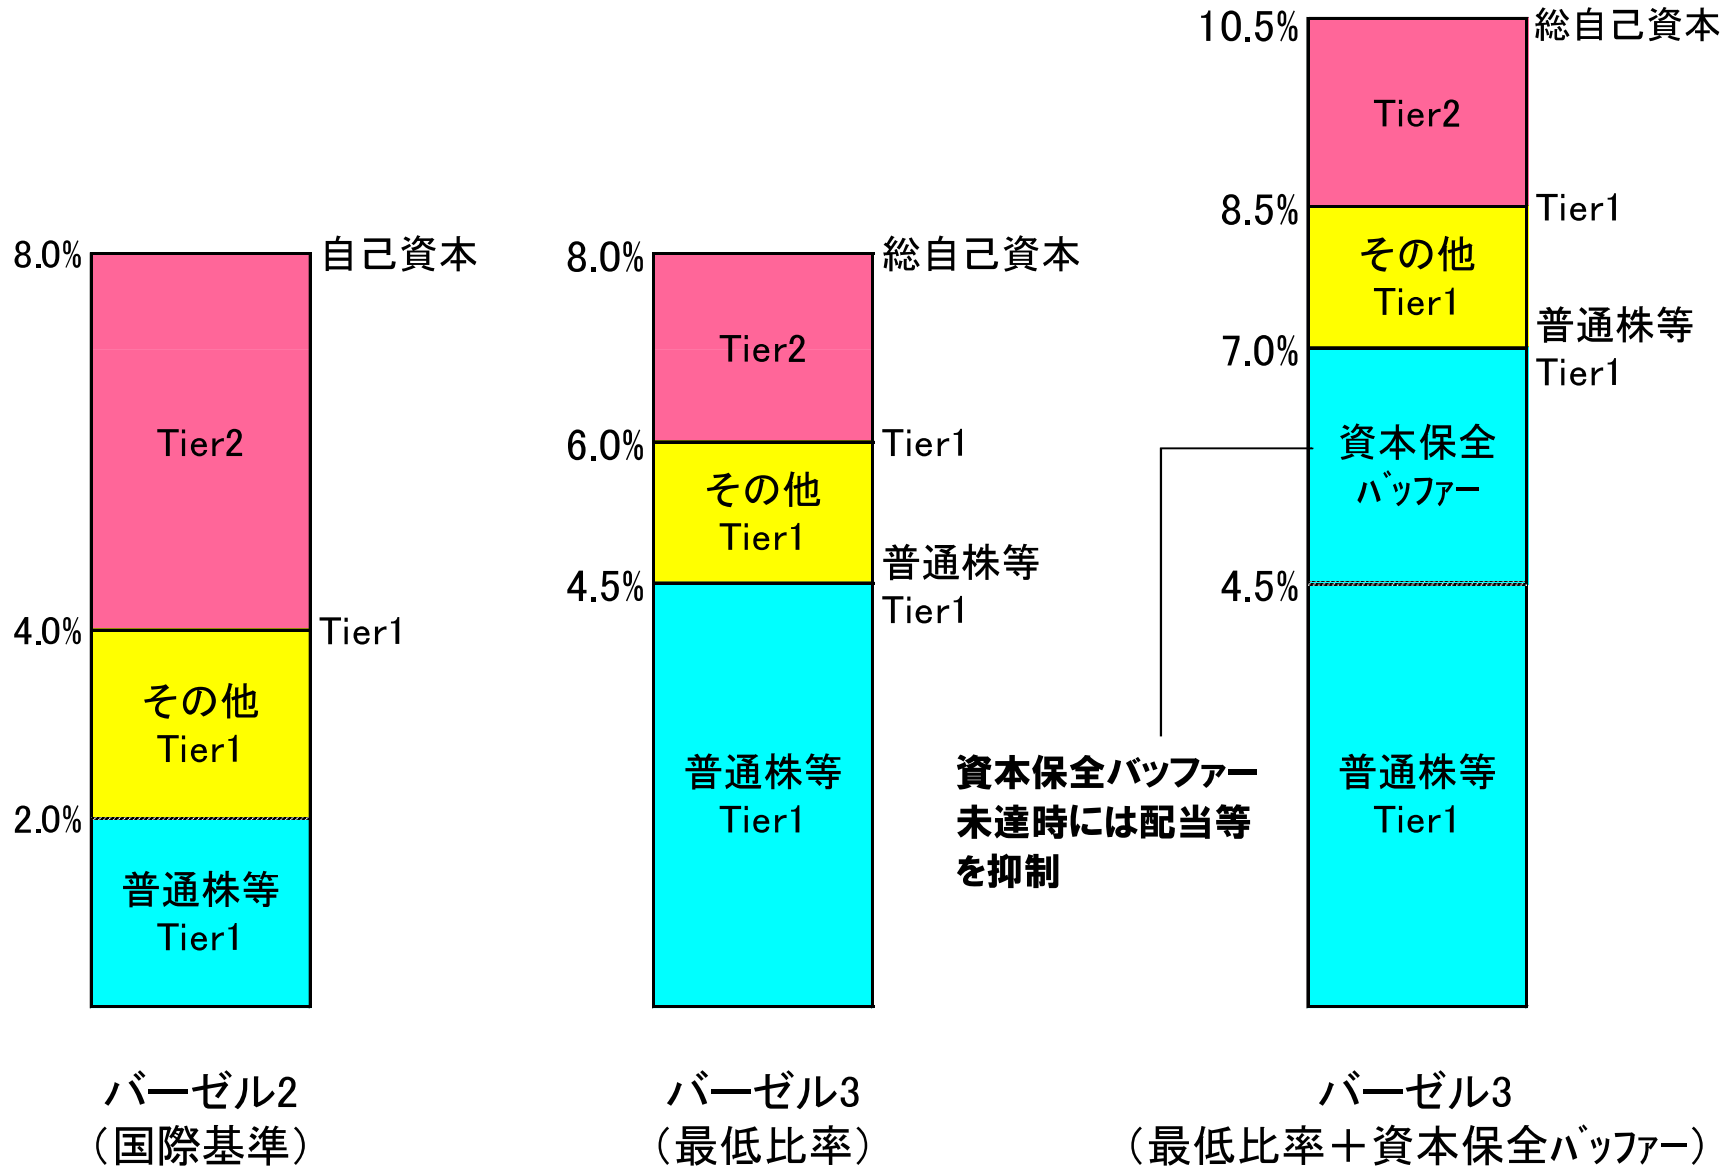 8.0%
自己資本
Tier2
4.0%
Tier1
その他
Tier1
2.0%
普通株等
Tier1
バーゼル2
（国際基準）
8.0%
総自己資本
Tier2
6.0%
Tier1
その他
Tier1
4.5%
普通株等
Tier1
普通株等
Tier1
バーゼル3
（最低比率）
10.5%
総自己資本
Tier2
8.5%
Tier1
その他
Tier1
7.0%
普通株等
Tier1
資本保全
バッファー
4.5%
資本保全バッファー
未達時には配当等
を抑制
普通株等
Tier1
バーゼル3
（最低比率＋資本保全バッファー）